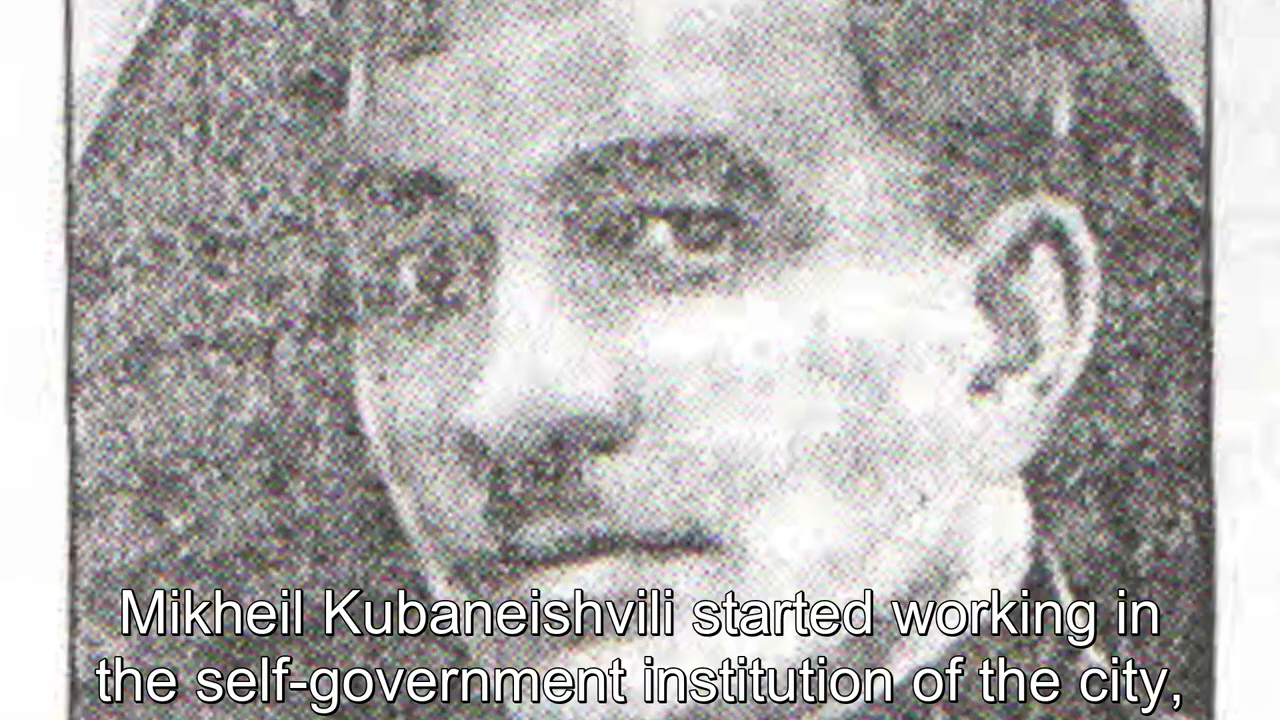 Mikheil Kubaneishvili started working in
the self-government institution of the city,